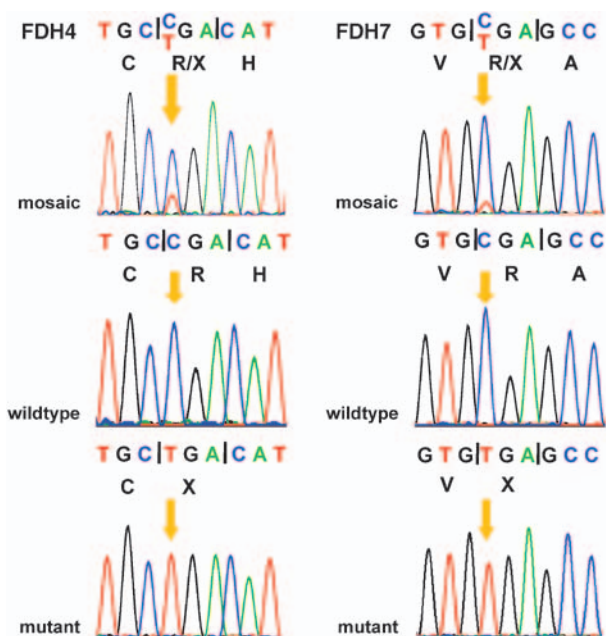 FDH4
T G C|C/T G A|C A T
C R/X H
mosaic
T G C|C G A|C A T
C R H
wildtype
T G C|T G A|C A T
C X
mutant
FDH7
G T G|C/T G A|G C C
V R/X A
mosaic
G T G|C G A|G C C
V R A
wildtype
G T G|T G A|G C C
V X
mutant